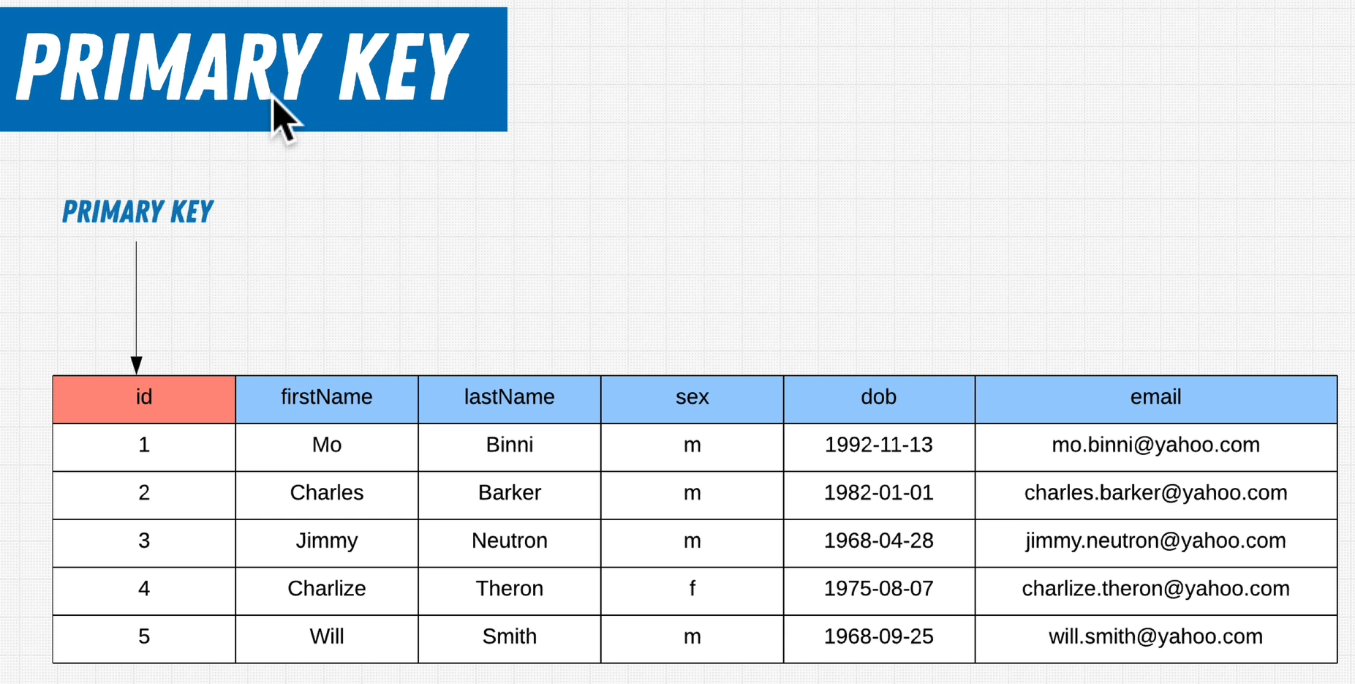 PRIMARY KEY
PRIMARY KEY
id firstName lastName sex dob email
1 Mo Binni m 1992-11-13 mo.binni@yahoo.com
2 Charles Barker m 1982-01-01 charles.barker@yahoo.com
3 Jimmy Neutron m 1968-04-28 jimmy.neutron@yahoo.com
4 Charlize Theron f 1975-08-07 charlize.theron@yahoo.com
5 Will Smith m 1968-09-25 will.smith@yahoo.com